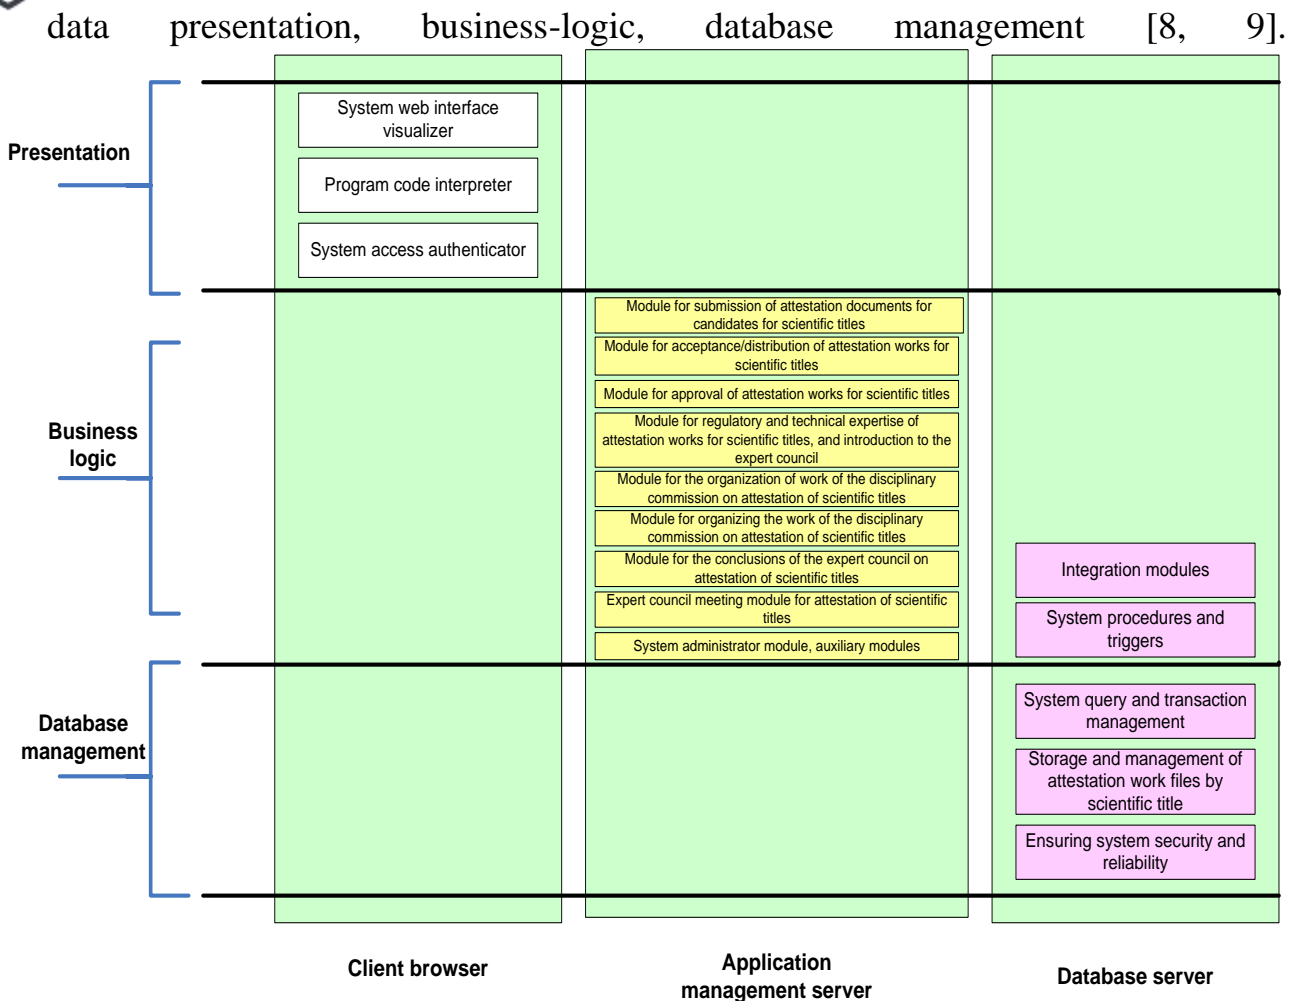 data presentation, business-logic, database management [8, 9].
Presentation
System web interface
visualizer
Program code interpreter
System access authenticator
Business
logic
Module for submission of attestation documents for
candidates for scientific titles
Module for acceptance/distribution of attestation works for
scientific titles
Module for approval of attestation works for scientific titles
Module for regulatory and technical expertise of
attestation works for scientific titles, and introduction to the
expert council
Module for the organization of work of the disciplinary
commission on attestation of scientific titles
Module for organizing the work of the disciplinary
commission on attestation of scientific titles
Module for the conclusions of the expert council on
attestation of scientific titles
Expert council meeting module for attestation of scientific
titles
System administrator module, auxiliary modules
Integration modules
System procedures and
triggers
Database
management
System query and transaction
management
Storage and management of
attestation work files by
scientific title
Ensuring system security and
reliability
Client browser
Application
management server
Database server